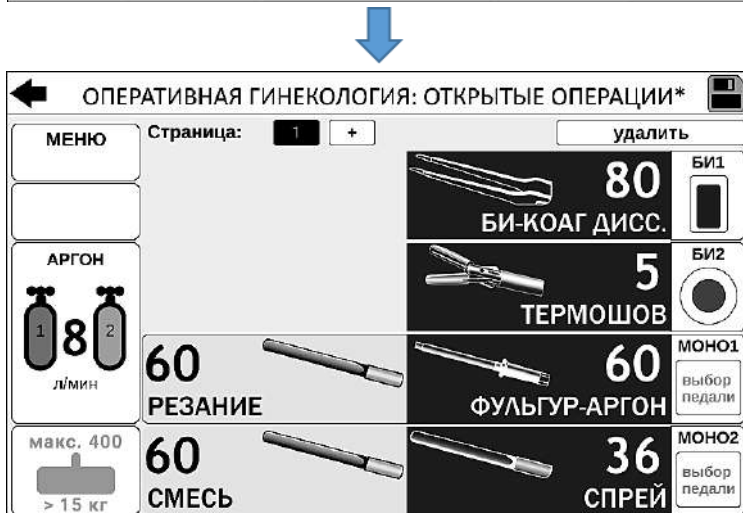 ОПЕРАТИВНАЯ ГИНЕКОЛОГИЯ: ОТКРЫТЫЕ ОПЕРАЦИИ*
МЕНЮ
Страница: 1 +
удалить
80
БИ-КОАГ ДИСС.
БИ1
АРГОН
1 8 2
л/мин
5
ТЕРМОШОВ
БИ2
60
РЕЗАНИЕ
60
ФУЛЬГУР-АРГОН
МОНО1
выбор
педали
макс. 400
> 15 кг
60
СМЕСЬ
36
СПРЕЙ
МОНО2
выбор
педали